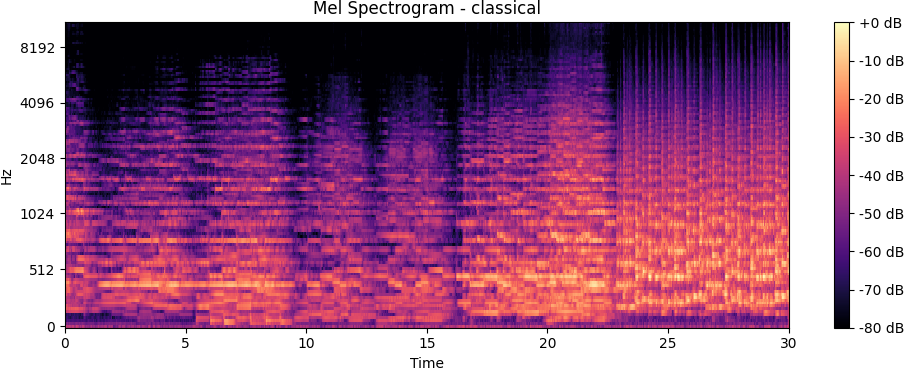 Mel Spectrogram - classical
Hz
8192
4096
2048
1024
512
0
0 5 10 15 20 25 30
Time
+0 dB
-10 dB
-20 dB
-30 dB
-40 dB
-50 dB
-60 dB
-70 dB
-80 dB